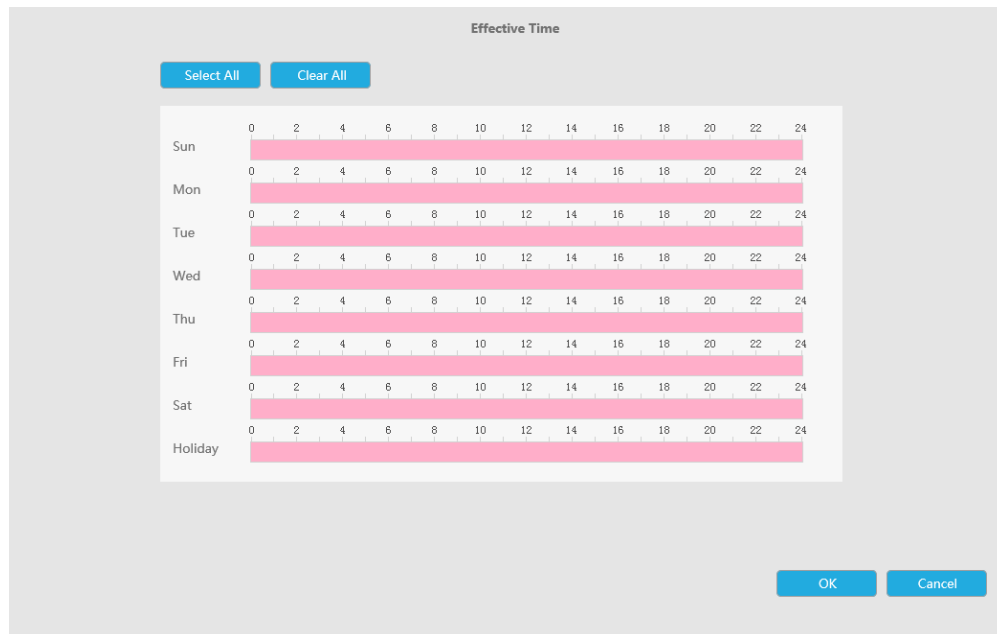 Effective Time
Select All Clear All
0 2 4 6 8 10 12 14 16 18 20 22 24
Sun
0 2 4 6 8 10 12 14 16 18 20 22 24
Mon
0 2 4 6 8 10 12 14 16 18 20 22 24
Tue
0 2 4 6 8 10 12 14 16 18 20 22 24
Wed
0 2 4 6 8 10 12 14 16 18 20 22 24
Thu
0 2 4 6 8 10 12 14 16 18 20 22 24
Fri
0 2 4 6 8 10 12 14 16 18 20 22 24
Sat
0 2 4 6 8 10 12 14 16 18 20 22 24
Holiday
OK Cancel